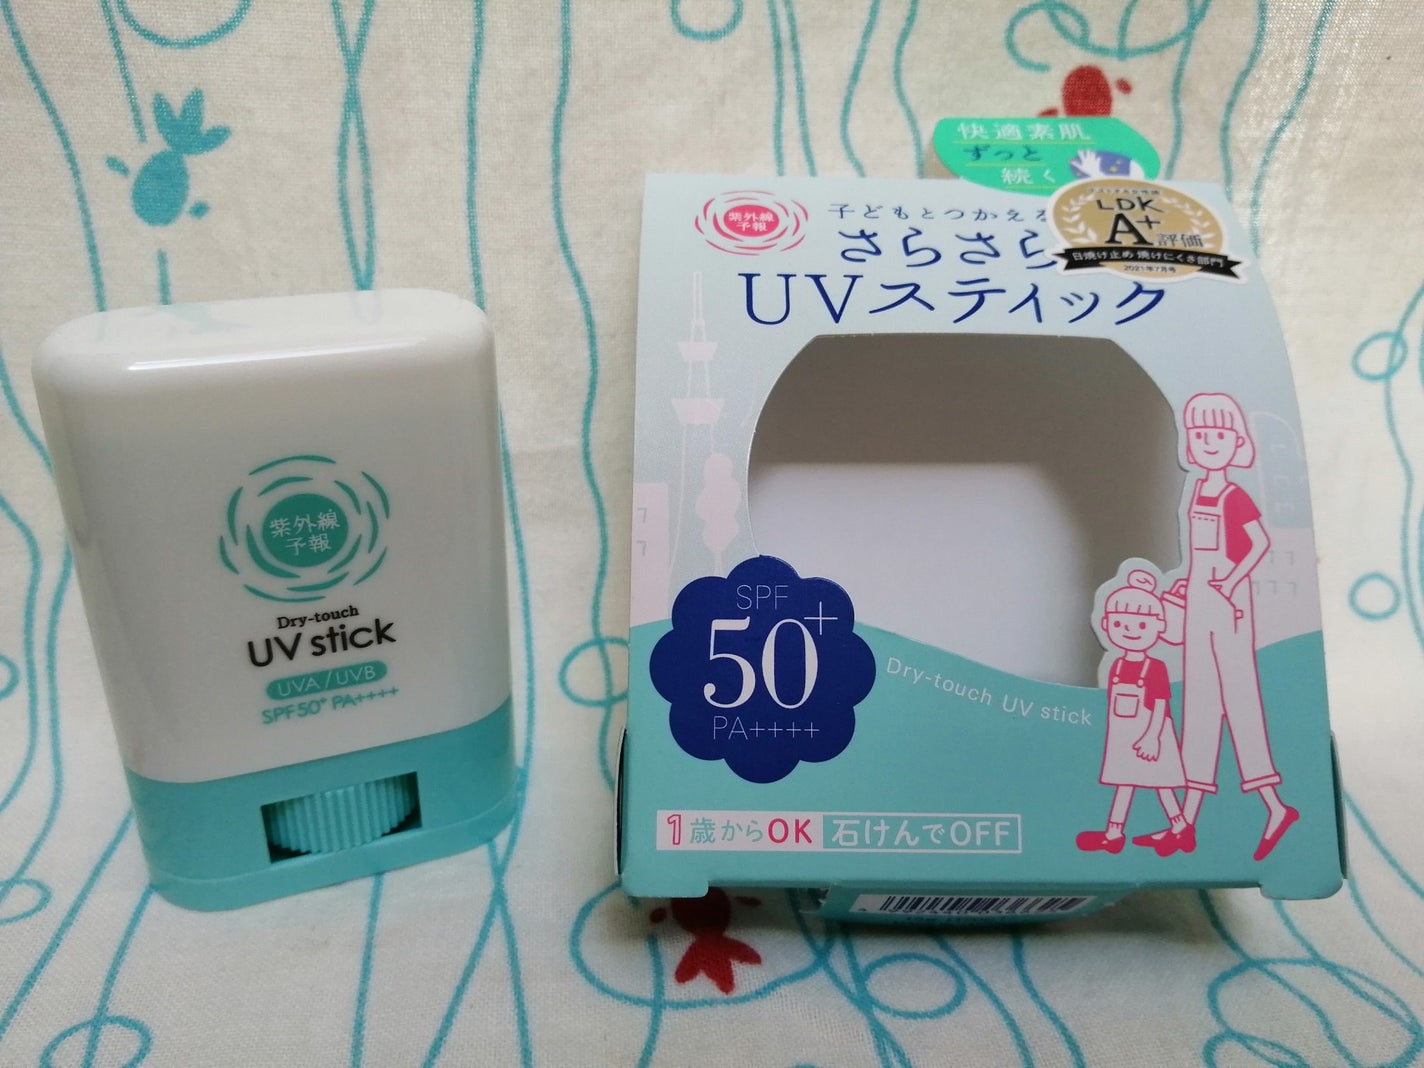 紫外線
予報
Dry-touch
UV stick
UVA / UVB
SPF50⁺ PA++++
快適素肌
ずっと
続く
LDK
A⁺評価
日焼け止め 焼けにくさ部門
2021年7月号
紫外線
予報
子どもとつかえる
さらさら
UVスティック
SPF
50⁺
PA++++
Dry-touch UV stick
1歳からOK 石けんでOFF